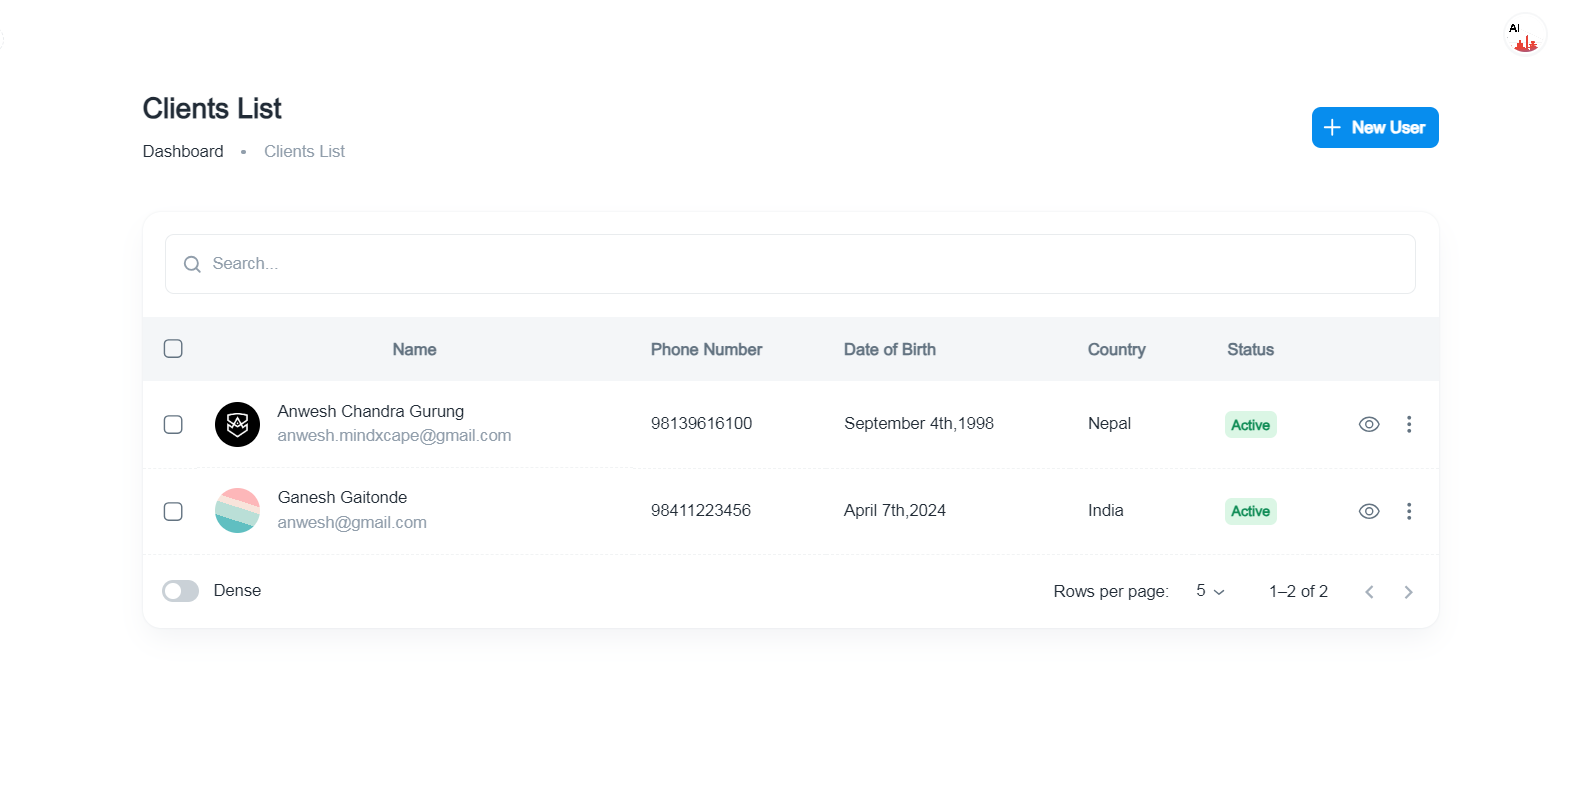 AI
Clients List
New User
Dashboard • Clients List
Search...
Name Phone Number Date of Birth Country Status
Anwesh Chandra Gurung
anwesh.mindxcape@gmail.com
98139616100 September 4th,1998 Nepal Active
Ganesh Gaitonde
anwesh@gmail.com
98411223456 April 7th,2024 India Active
Dense Rows per page: 5 1–2 of 2